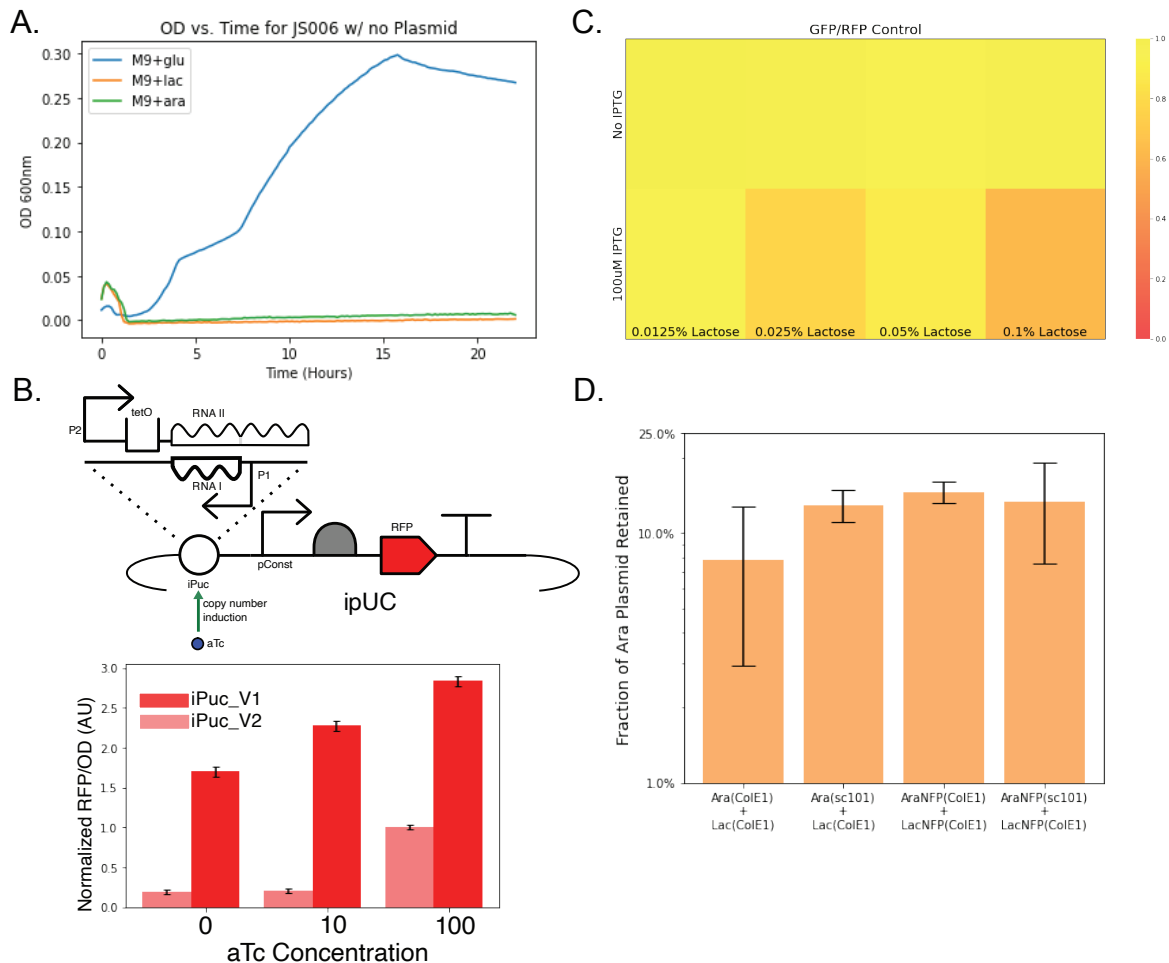 A.
OD vs. Time for JS006 w/ no Plasmid
M9+glu
M9+lac
M9+ara
0.30
0.25
0.20
0.15
0.10
0.05
0.00
OD 600nm
0
5
10
15
20
Time (Hours)
B.
P2
tetO
RNA II
RNA I
P1
iPuc
pConst
RFP
ipUC
copy number
induction
aTc
3.0
2.5
2.0
1.5
1.0
0.5
0.0
Normalized RFP/OD (AU)
iPuc_V1
iPuc_V2
0
10
100
aTc Concentration
C.
GFP/RFP Control
No IPTG
100uM IPTG
0.0125% Lactose
0.025% Lactose
0.05% Lactose
0.1% Lactose
1.0
0.8
0.6
0.4
0.2
0.0
D.
25.0%
10.0%
1.0%
Fraction of Ara Plasmid Retained
Ara(ColE1)
+
Lac(ColE1)
Ara(sc101)
+
Lac(ColE1)
AraNFP(ColE1)
+
LacNFP(ColE1)
AraNFP(sc101)
+
LacNFP(ColE1)